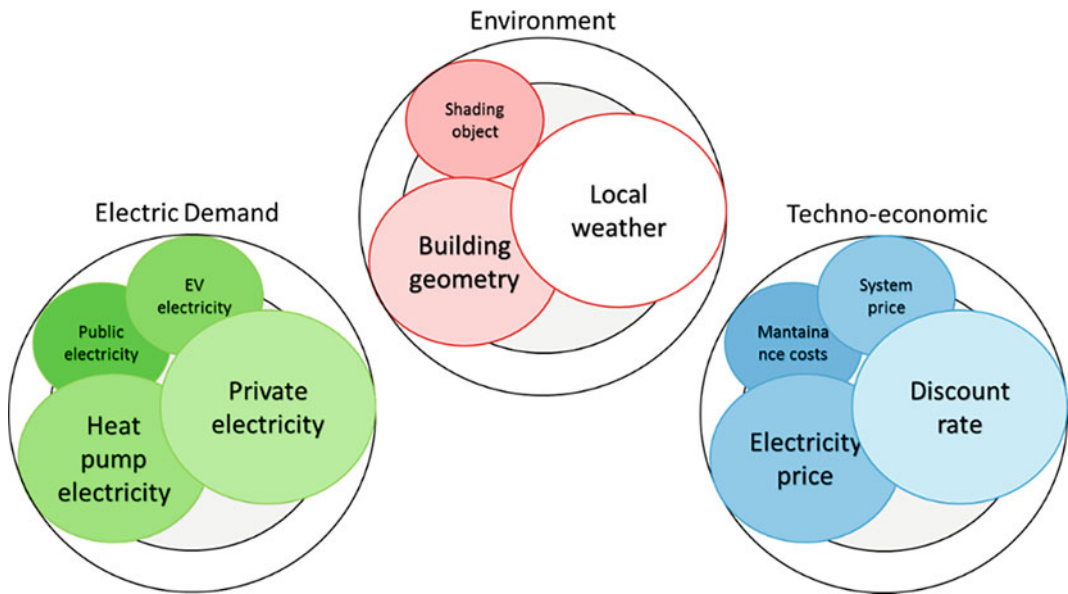 Environment
Shading
object
Local
weather
Building
geometry
Electric Demand
EV
electricity
Public
electricity
Private
electricity
Heat
pump
electricity
Techno-economic
System
price
Mantaina
nce costs
Discount
rate
Electricity
price